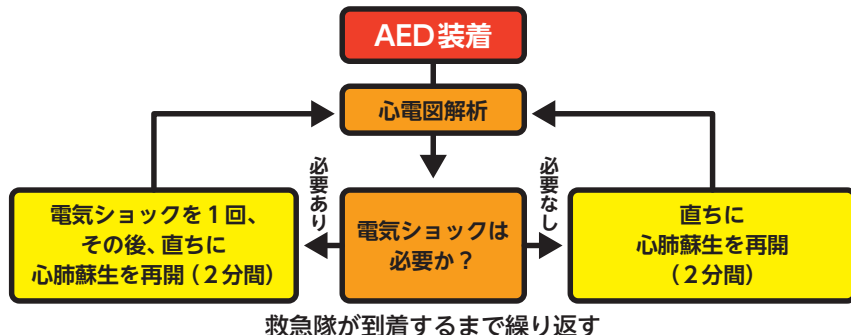 AED装着
心電図解析
必要あり
必要なし
電気ショックを1回、
その後、直ちに
心肺蘇生を再開(2分間)
電気ショックは
必要か?
直ちに
心肺蘇生を再開
(2分間)
救急隊が到着するまで繰り返す